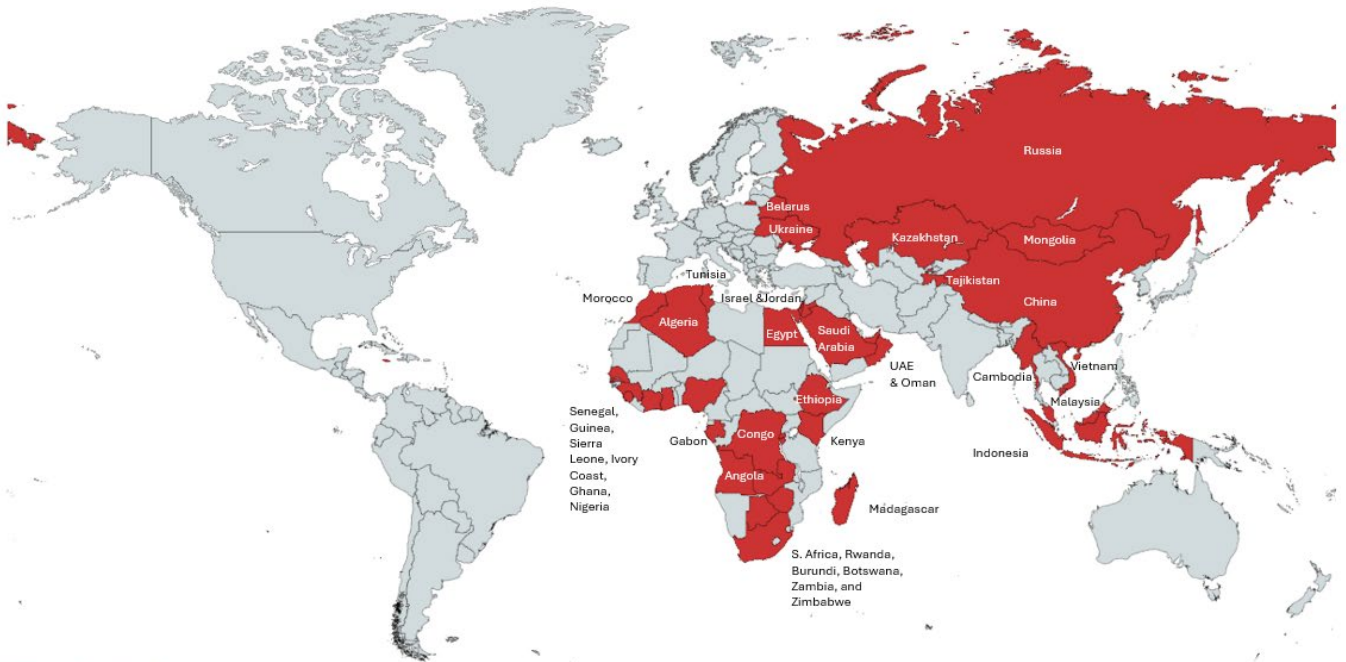 Russia
Belarus
Ukraine
Kazakhstan
Mongolia
Tajikistan
China
Tunisia
Morocco
Israel &Jordan
Algeria
Egypt
Saudi
Arabia
UAE
& Oman
Cambodia
Vietnam
Malaysia
Ethiopia
Senegal,
Guinea,
Sierra
Leone, Ivory
Coast,
Ghana,
Nigeria
Gabon
Congo
Kenya
Indonesia
Angola
Madagascar
S. Africa, Rwanda,
Burundi, Botswana,
Zambia, and
Zimbabwe